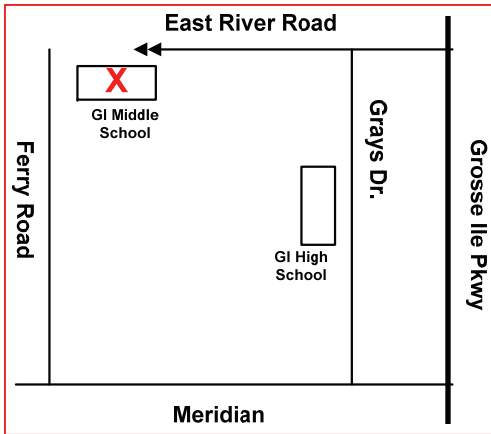 East River Road
X
GI Middle
School
Ferry Road
Grays Dr.
Grosse Ile Pkwy
GI High
School
Meridian